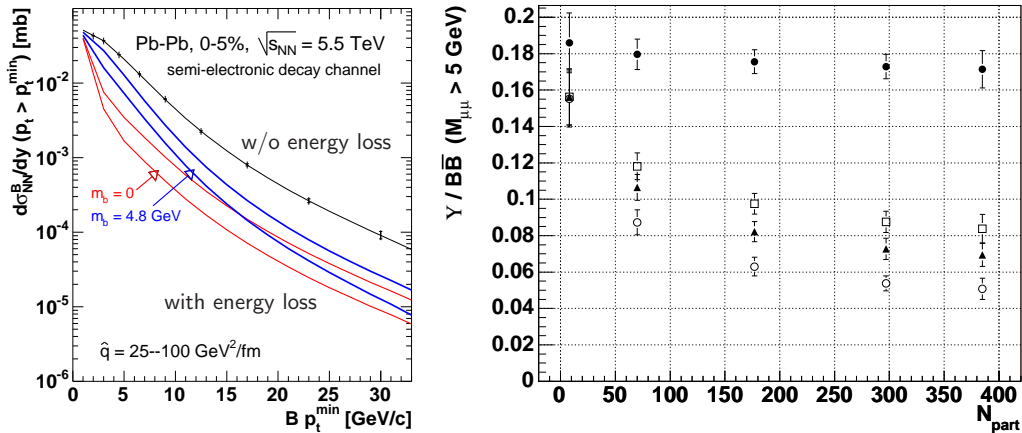 dσ_NN^B/dy (p_t > p_t^min) [mb]
10^-2
10^-3
10^-4
10^-5
10^-6
Pb-Pb, 0-5%, √s_NN = 5.5 TeV
semi-electronic decay channel
w/o energy loss
m_b = 0
m_b = 4.8 GeV
with energy loss
q̂ = 25--100 GeV²/fm
0 5 10 15 20 25 30
B p_t^min [GeV/c]
ϒ / BB̅ (M_μμ > 5 GeV)
0.2
0.18
0.16
0.14
0.12
0.1
0.08
0.06
0.04
0.02
0
0 50 100 150 200 250 300 350 400
N_part